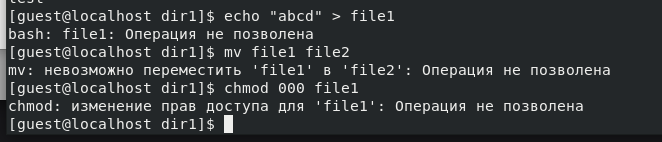 [guest@localhost dir1]$ echo "abcd" > file1
bash: file1: Операция не позволена
[guest@localhost dir1]$ mv file1 file2
mv: невозможно переместить 'file1' в 'file2': Операция не позволена
[guest@localhost dir1]$ chmod 000 file1
chmod: изменение прав доступа для 'file1': Операция не позволена
[guest@localhost dir1]$